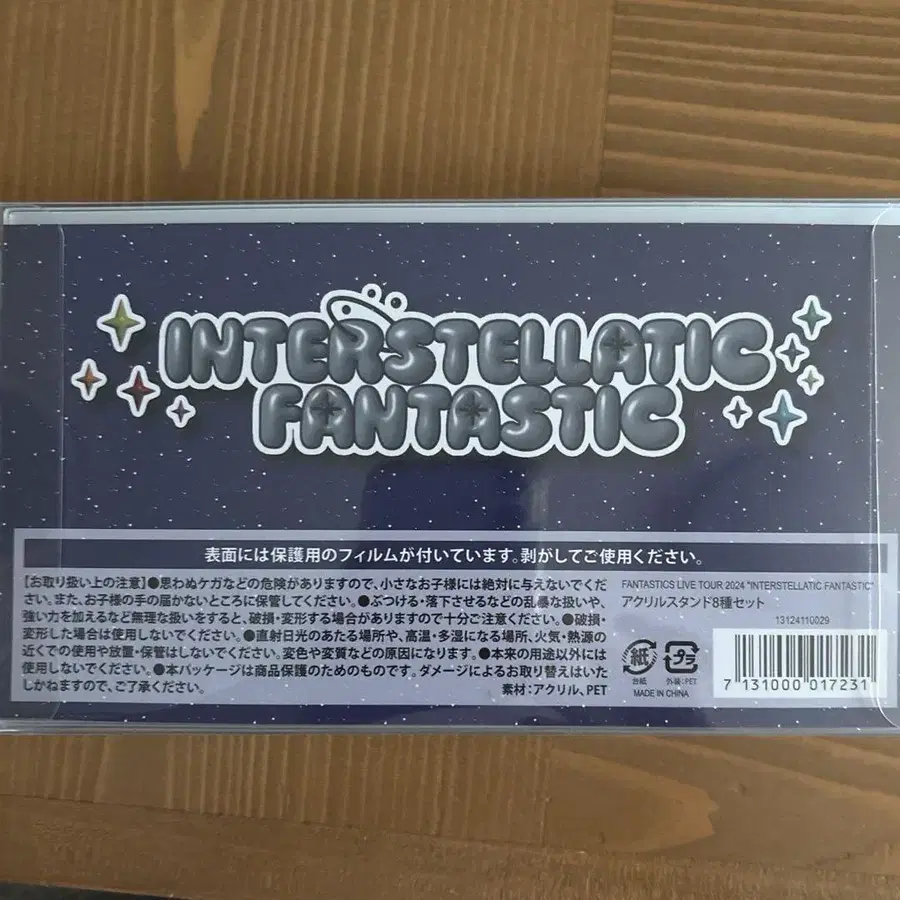 INTERSTELLATIC
FANTASTIC
表面には保護用のフィルムが付いています。剥がしてご使用ください。
【お取り扱い上の注意】●思わぬケガなどの危険がありますので、小さなお子様には絶対に与えないでくだ
さい。また、お子様の手の届かないところに保管してください。●ぶつける・落下させるなどの乱暴な扱いや、
強い力を加えるなど無理な扱いをすると、破損・変形する場合がありますので十分ご注意ください。●破損・
変形した場合は使用しないでください。●直射日光のあたる場所や、高温・多湿になる場所、火気・熱源の
近くでの使用や放置・保管はしないでください。変色や変質などの原因になります。●本来の用途以外には
使用しないでください。●本パッケージは商品保護のためのものです。ダメージによるお取り替えはいたし
かねますので、ご了承ください。
素材:アクリル、PET
FANTASTICS LIVE TOUR 2024 "INTERSTELLATIC FANTASTIC"
アクリルスタンド8種セット
13124110029
紙
台紙
プラ
外装:PET
MADE IN CHINA
7 131000 017231